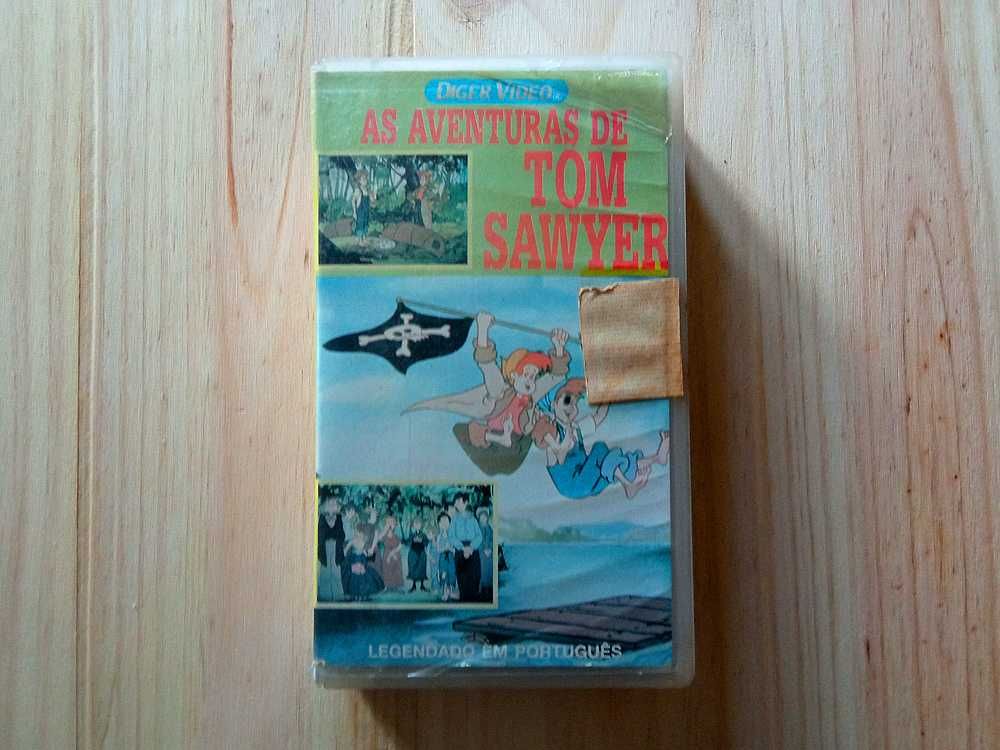 DIGER VIDEO
AS AVENTURAS DE
TOM
SAWYER
LEGENDADO EM PORTUGUÊS